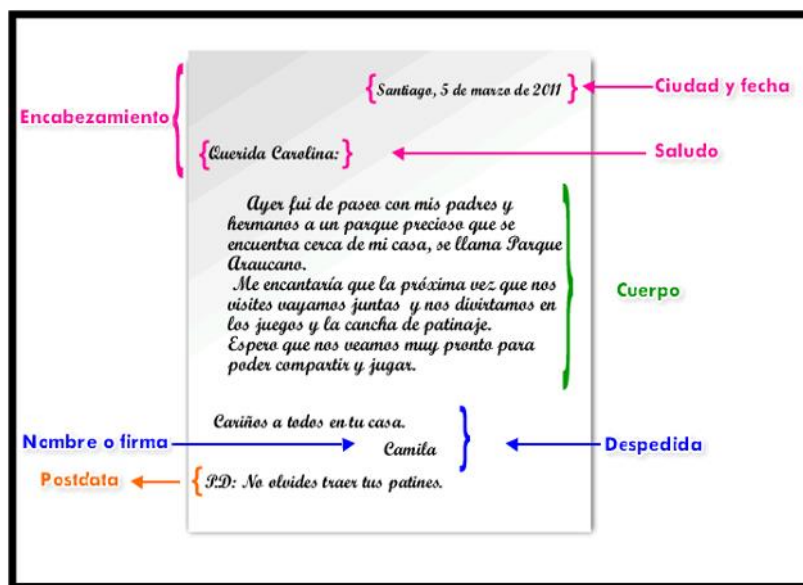 Santiago, 5 de marzo de 2011
Ciudad y fecha
Encabezamiento
Querida Carolina:
Saludo
Ayer fui de paseo con mis padres y
hermanos a un parque precioso que se
encuentra cerca de mi casa, se llama Parque
Araucano.
Me encantaría que la próxima vez que nos
visites vayamos juntas y nos divirtamos en
los juegos y la cancha de patinaje.
Espero que nos veamos muy pronto para
poder compartir y jugar.
Cuerpo
Cariños a todos en tu casa.
Nombre o firma
Camila
Despedida
Postdata
P.D: No olvides traer tus patines.